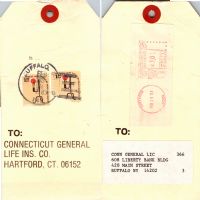 BUFFALO
TO:
CONNECTICUT GENERAL
LIFE INS. CO.
HARTFORD, CT. 06152
TO:
CONN GENERAL LIC 366
608 LIBERTY BANK BLDG
420 MAIN STREET
BUFFALO NY 14202 3